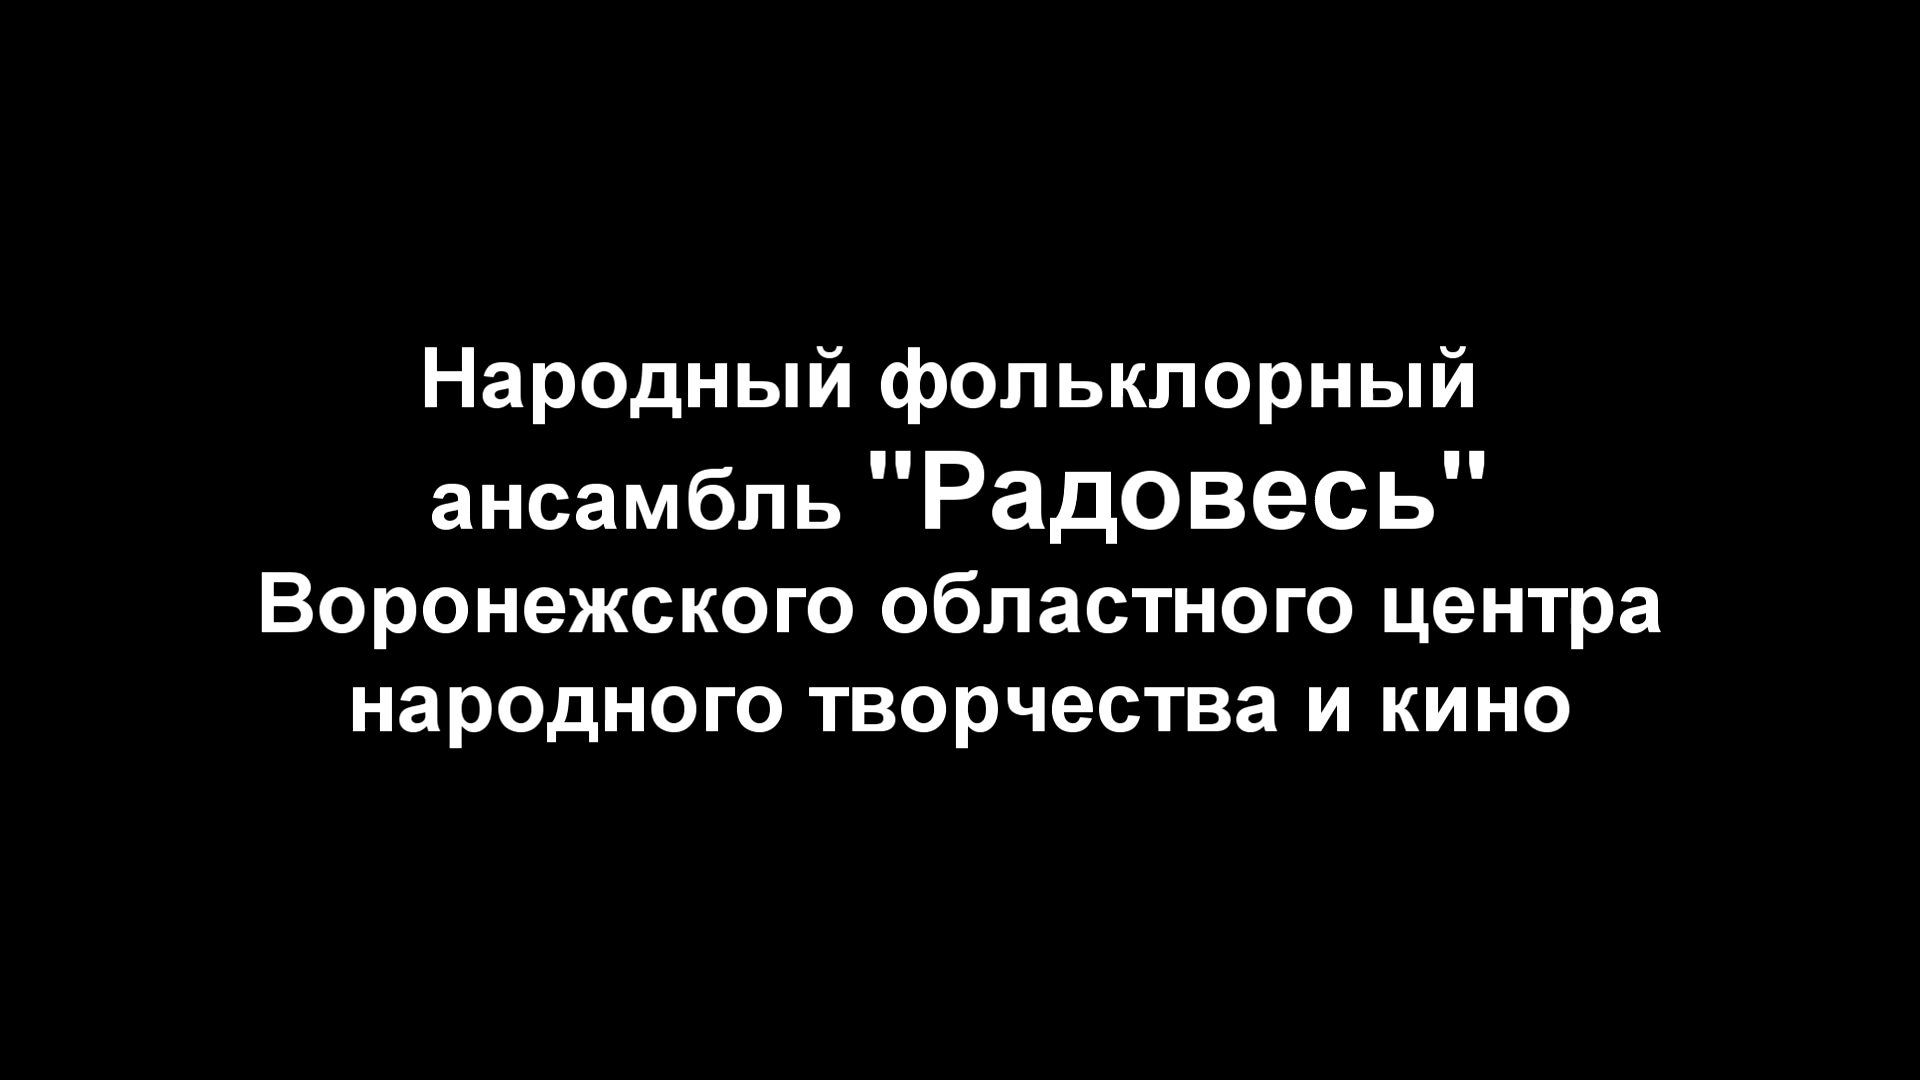 Народный фольклорный
ансамбль "Радовесь"
Воронежского областного центра
народного творчества и кино